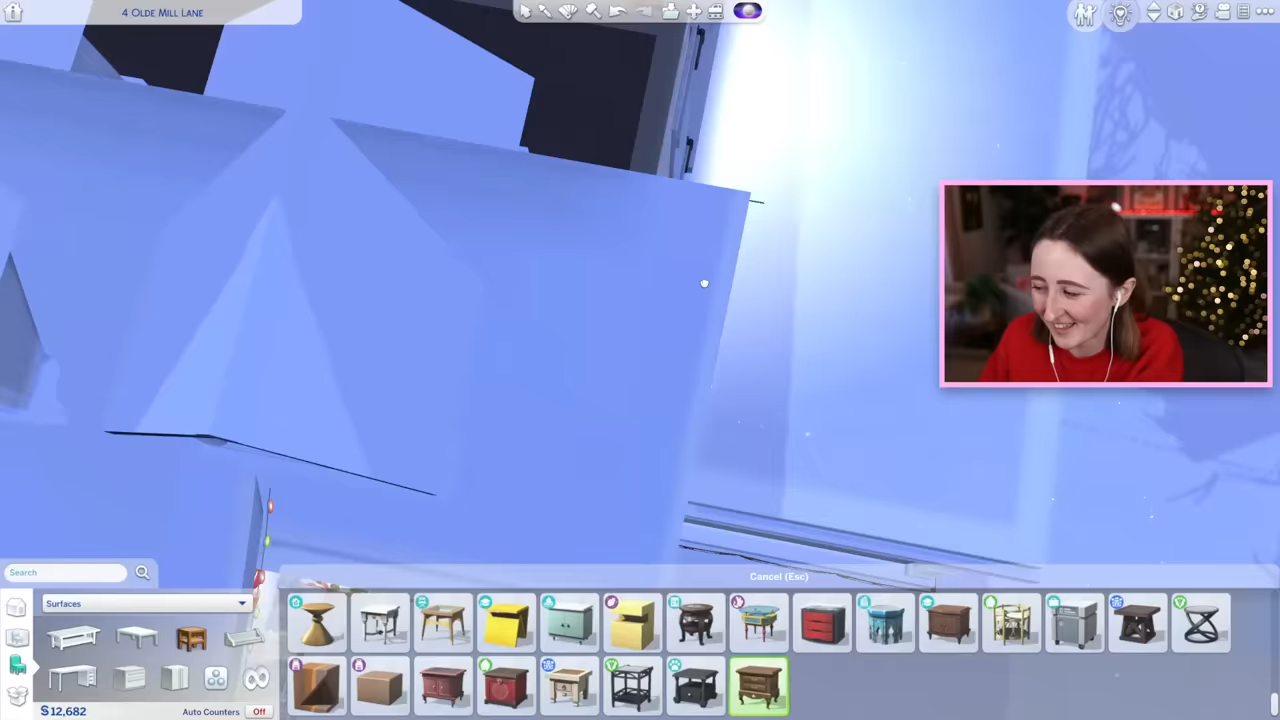 4 OLDE MILL LANE
Cancel (Esc)
Search
Surfaces
$12,682
Auto Counters Off